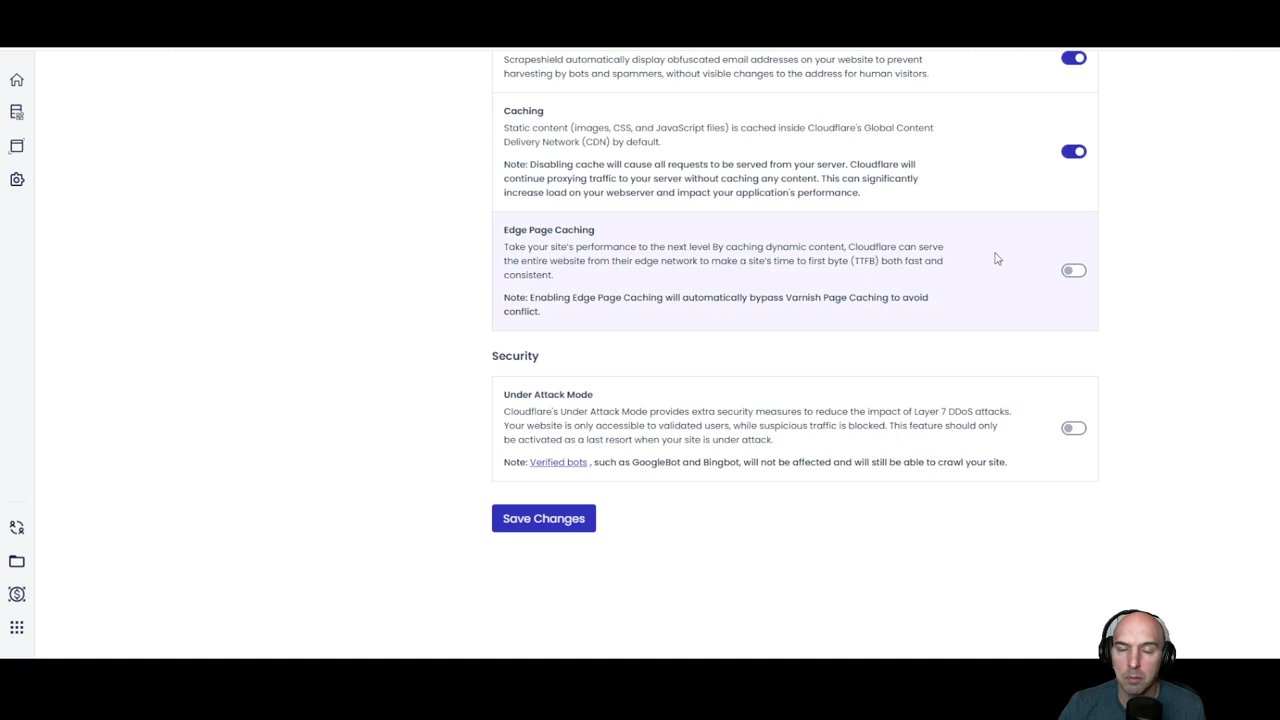 Scrapeshield automatically display obfuscated email addresses on your website to prevent
harvesting by bots and spammers, without visible changes to the address for human visitors.
Caching
Static content (images, CSS, and JavaScript files) is cached inside Cloudflare's Global Content
Delivery Network (CDN) by default.
Note: Disabling cache will cause all requests to be served from your server. Cloudflare will
continue proxying traffic to your server without caching any content. This can significantly
increase load on your webserver and impact your application's performance.
Edge Page Caching
Take your site's performance to the next level By caching dynamic content, Cloudflare can serve
the entire website from their edge network to make a site's time to first byte (TTFB) both fast and
consistent.
Note: Enabling Edge Page Caching will automatically bypass Varnish Page Caching to avoid
conflict.
Security
Under Attack Mode
Cloudflare's Under Attack Mode provides extra security measures to reduce the impact of Layer 7 DDoS attacks.
Your website is only accessible to validated users, while suspicious traffic is blocked. This feature should only
be activated as a last resort when your site is under attack.
Note: Verified bots , such as GoogleBot and Bingbot, will not be affected and will still be able to crawl your site.
Save Changes